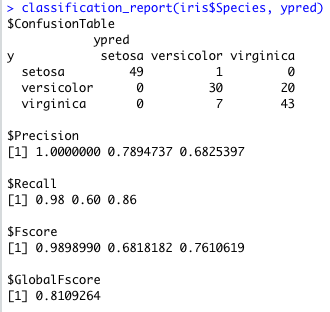 > classification_report(iris$Species, ypred)
$ConfusionTable
ypred
y setosa versicolor virginica
setosa 49 1 0
versicolor 0 30 20
virginica 0 7 43
$Precision
[1] 1.0000000 0.7894737 0.6825397
$Recall
[1] 0.98 0.60 0.86
$Fscore
[1] 0.9898990 0.6818182 0.7610619
$GlobalFscore
[1] 0.8109264